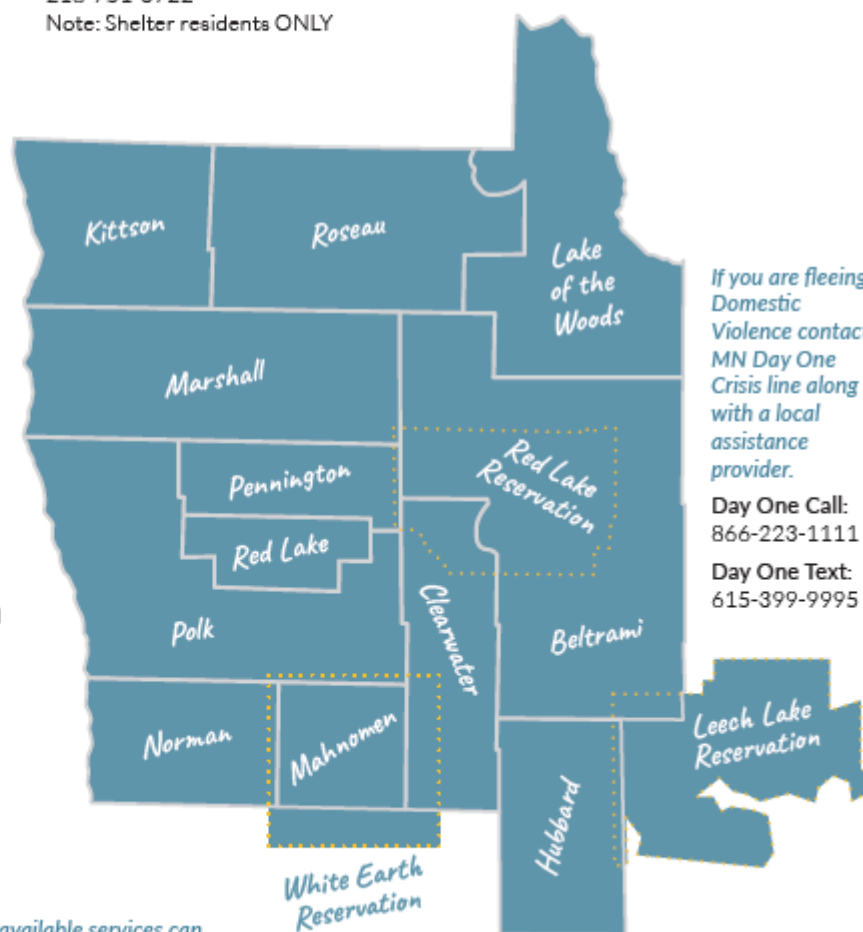 Note: Shelter residents ONLY
Kittson
Roseau
Lake
of the
Woods
If you are fleeing
Domestic
Violence contact
MN Day One
Crisis line along
with a local
assistance
provider.
Day One Call:
866-223-1111
Day One Text:
615-399-9995
Marshall
Pennington
Red Lake
Reservation
Red Lake
Clearwater
Polk
Beltrami
Norman
Mahnomen
Leech Lake
Reservation
Hubbard
White Earth
Reservation
available services can